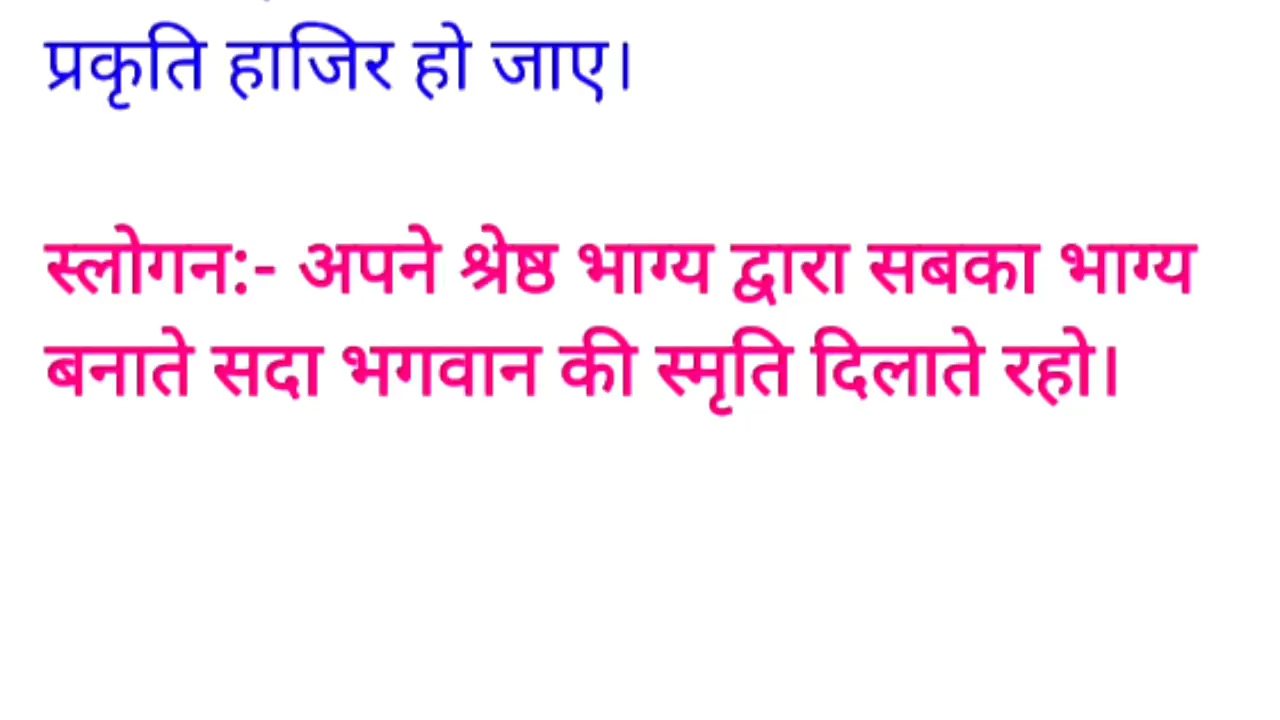 प्रकृति हाजिर हो जाए।
स्लोगन:- अपने श्रेष्ठ भाग्य द्वारा सबका भाग्य
बनाते सदा भगवान की स्मृति दिलाते रहो।